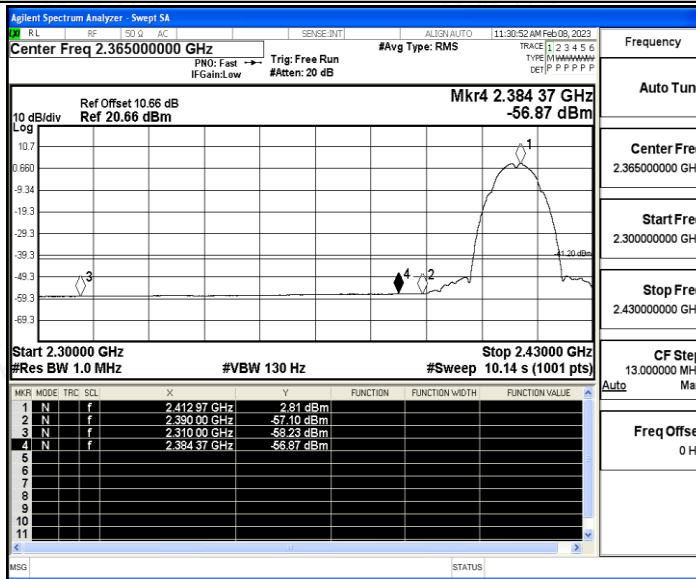 Agilent Spectrum Analyzer - Swept SA
LXI RL RF 50 Ω AC SENSE:INT ALIGN AUTO 11:30:52 AM Feb 08, 2023
Center Freq 2.365000000 GHz #Avg Type: RMS TRACE 1 2 3 4 5 6
PNO: Fast Trig: Free Run TYPE M WWWWW
IFGain:Low #Atten: 20 dB DET P P P P P P
Frequency
Auto Tun
Ref Offset 10.66 dB Mkr4 2.384 37 GHz
10 dB/div Ref 20.66 dBm -56.87 dBm
Log
10.7
0.660
-9.34
-19.3
-29.3
-39.3
-49.3
-59.3
-69.3
1
-41.20 dBm
3
4
2
Center Fre
2.365000000 GH
Start Fre
2.300000000 GH
Stop Fre
2.430000000 GH
Start 2.30000 GHz Stop 2.43000 GHz
#Res BW 1.0 MHz #VBW 130 Hz #Sweep 10.14 s (1001 pts)
CF Step
13.000000 MH
Auto Ma
MKR MODE TRC SCL X Y FUNCTION FUNCTION WIDTH FUNCTION VALUE
1 N f 2.412 97 GHz 2.81 dBm
2 N f 2.390 00 GHz -57.10 dBm
3 N f 2.310 00 GHz -58.23 dBm
4 N f 2.384 37 GHz -56.87 dBm
5
6
7
8
9
10
11
Freq Offse
0 H
MSG STATUS